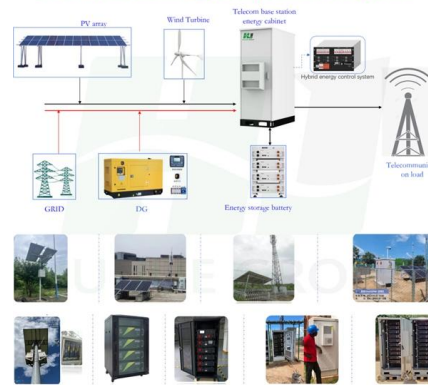 PV array
Wind Turbine
Telecom base station
energy cabinet
Hybrid energy control system
GRID
DG
Energy storage battery
Telecommuni
on load